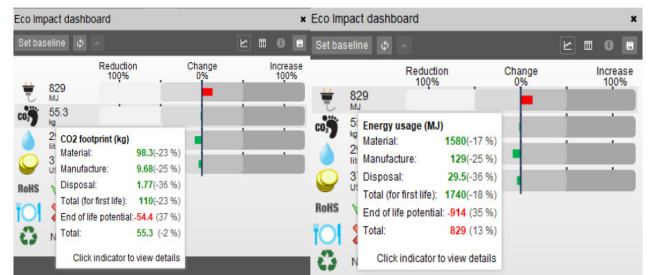 Eco Impact dashboard
Set baseline
Reduction Change Increase
100% 0% 100%
829
MJ
55.3
kg
CO2 footprint (kg)
Material: 98.3(-23 %)
Manufacture: 9.68(-25 %)
Disposal: 1.77(-36 %)
Total (for first life): 110(-23 %)
End of life potential:-54.4 (37 %)
Total: 55.3 (-2 %)
Click indicator to view details
RoHS
Eco Impact dashboard
Set baseline
Reduction Change Increase
100% 0% 100%
829
MJ
Energy usage (MJ)
Material: 1580(-17 %)
Manufacture: 129(-25 %)
Disposal: 29.5(-36 %)
Total (for first life): 1740(-18 %)
End of life potential: -914 (35 %)
Total: 829 (13 %)
Click indicator to view details
RoHS